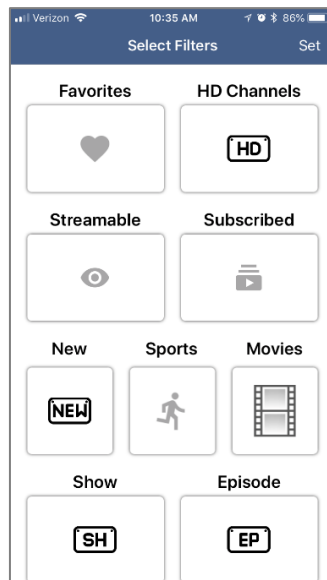 Verizon 10:35 AM 86%
Select Filters Set
Favorites HD Channels
HD
Streamable Subscribed
New Sports Movies
NEW
Show Episode
SH EP